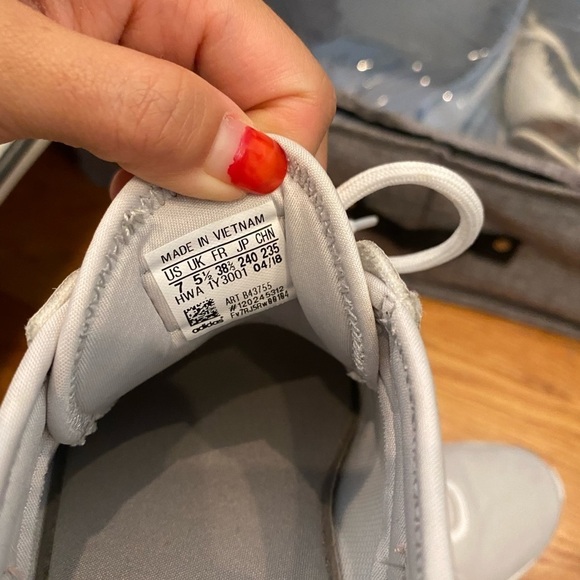 MADE IN VIETNAM
US UK FR JP CHN
7 5½ 38⅔ 240 235
HWA 1Y3001 04/18
ART B43755
#120245312
adidas